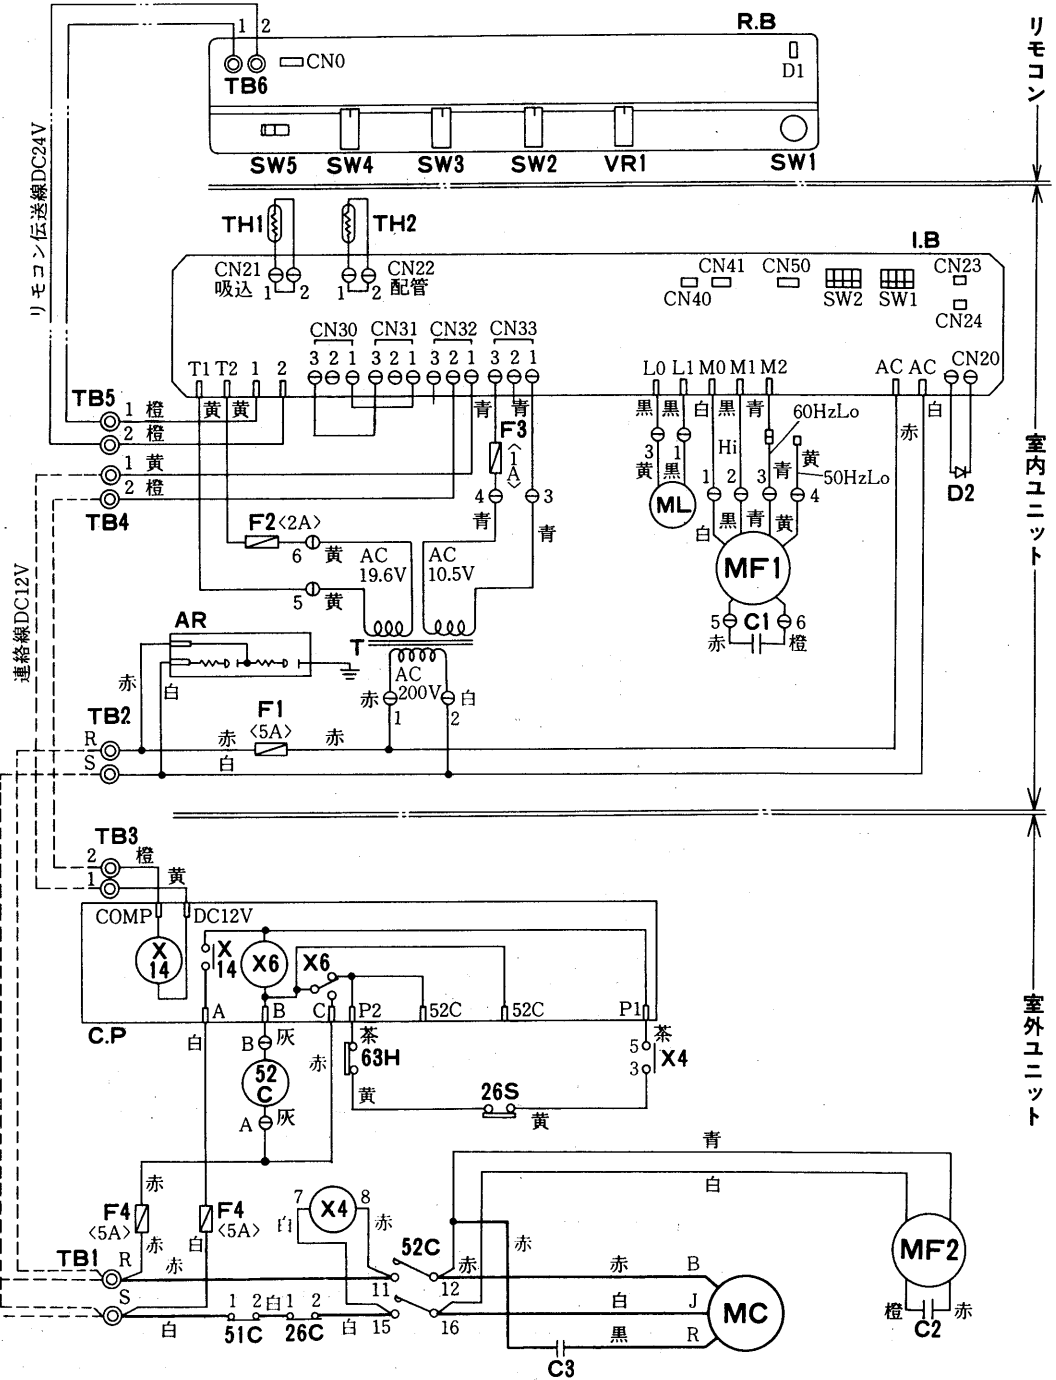 1 2
R.B
CN0
D1
TB6
SW5 SW4 SW3 SW2 VR1 SW1
リモコン
リモコン伝送線DC24V
TH1 TH2
I.B
CN21
吸込 1 2
1 2
CN22
配管
CN41 CN50 CN23
CN40 SW2 SW1
CN24
CN30 CN31 CN32 CN33
3 2 1 3 2 1 3 2 1 3 2 1
T1 T2 1 2
L0 L1 M0 M1 M2
AC AC CN20
TB5
1 橙
2 橙
黄 黄
青 青
黒 黒 白 黒 青
赤 白
1 黄
2 橙
TB4
F3
〈1A〉
4 3
青 青
3 1
黄 黒
ML
Hi
60HzLo
50HzLo
青 黄
1 2 3 4
白 黒 青 黄
MF1
5 C1 6
赤 橙
D2
室内ユニット
F2〈2A〉
6 黄
5 黄
AC
19.6V
AC
10.5V
T
AC
200V
赤 白
1 2
連絡線DC12V
AR
赤 白
TB2
R
S
F1
〈5A〉
赤 赤
白
TB3
2 橙
1 黄
COMP DC12V
X
14
X
14
X6 X6
A B C P2 52C 52C P1
C.P
白
B 灰
52
C
A 灰
赤
茶
63H
黄
26S
黄
茶
5
3
X4
室外ユニット
青
白
赤
F4
〈5A〉
赤
F4
〈5A〉
白
7 X4 8
白 赤
52C
赤 赤
TB1
R 赤
S
白
1 2 白 1 2
51C 26C
白
11 12
15 16
赤 B
白 J
黒 R
MC
C3
MF2
橙 C2 赤